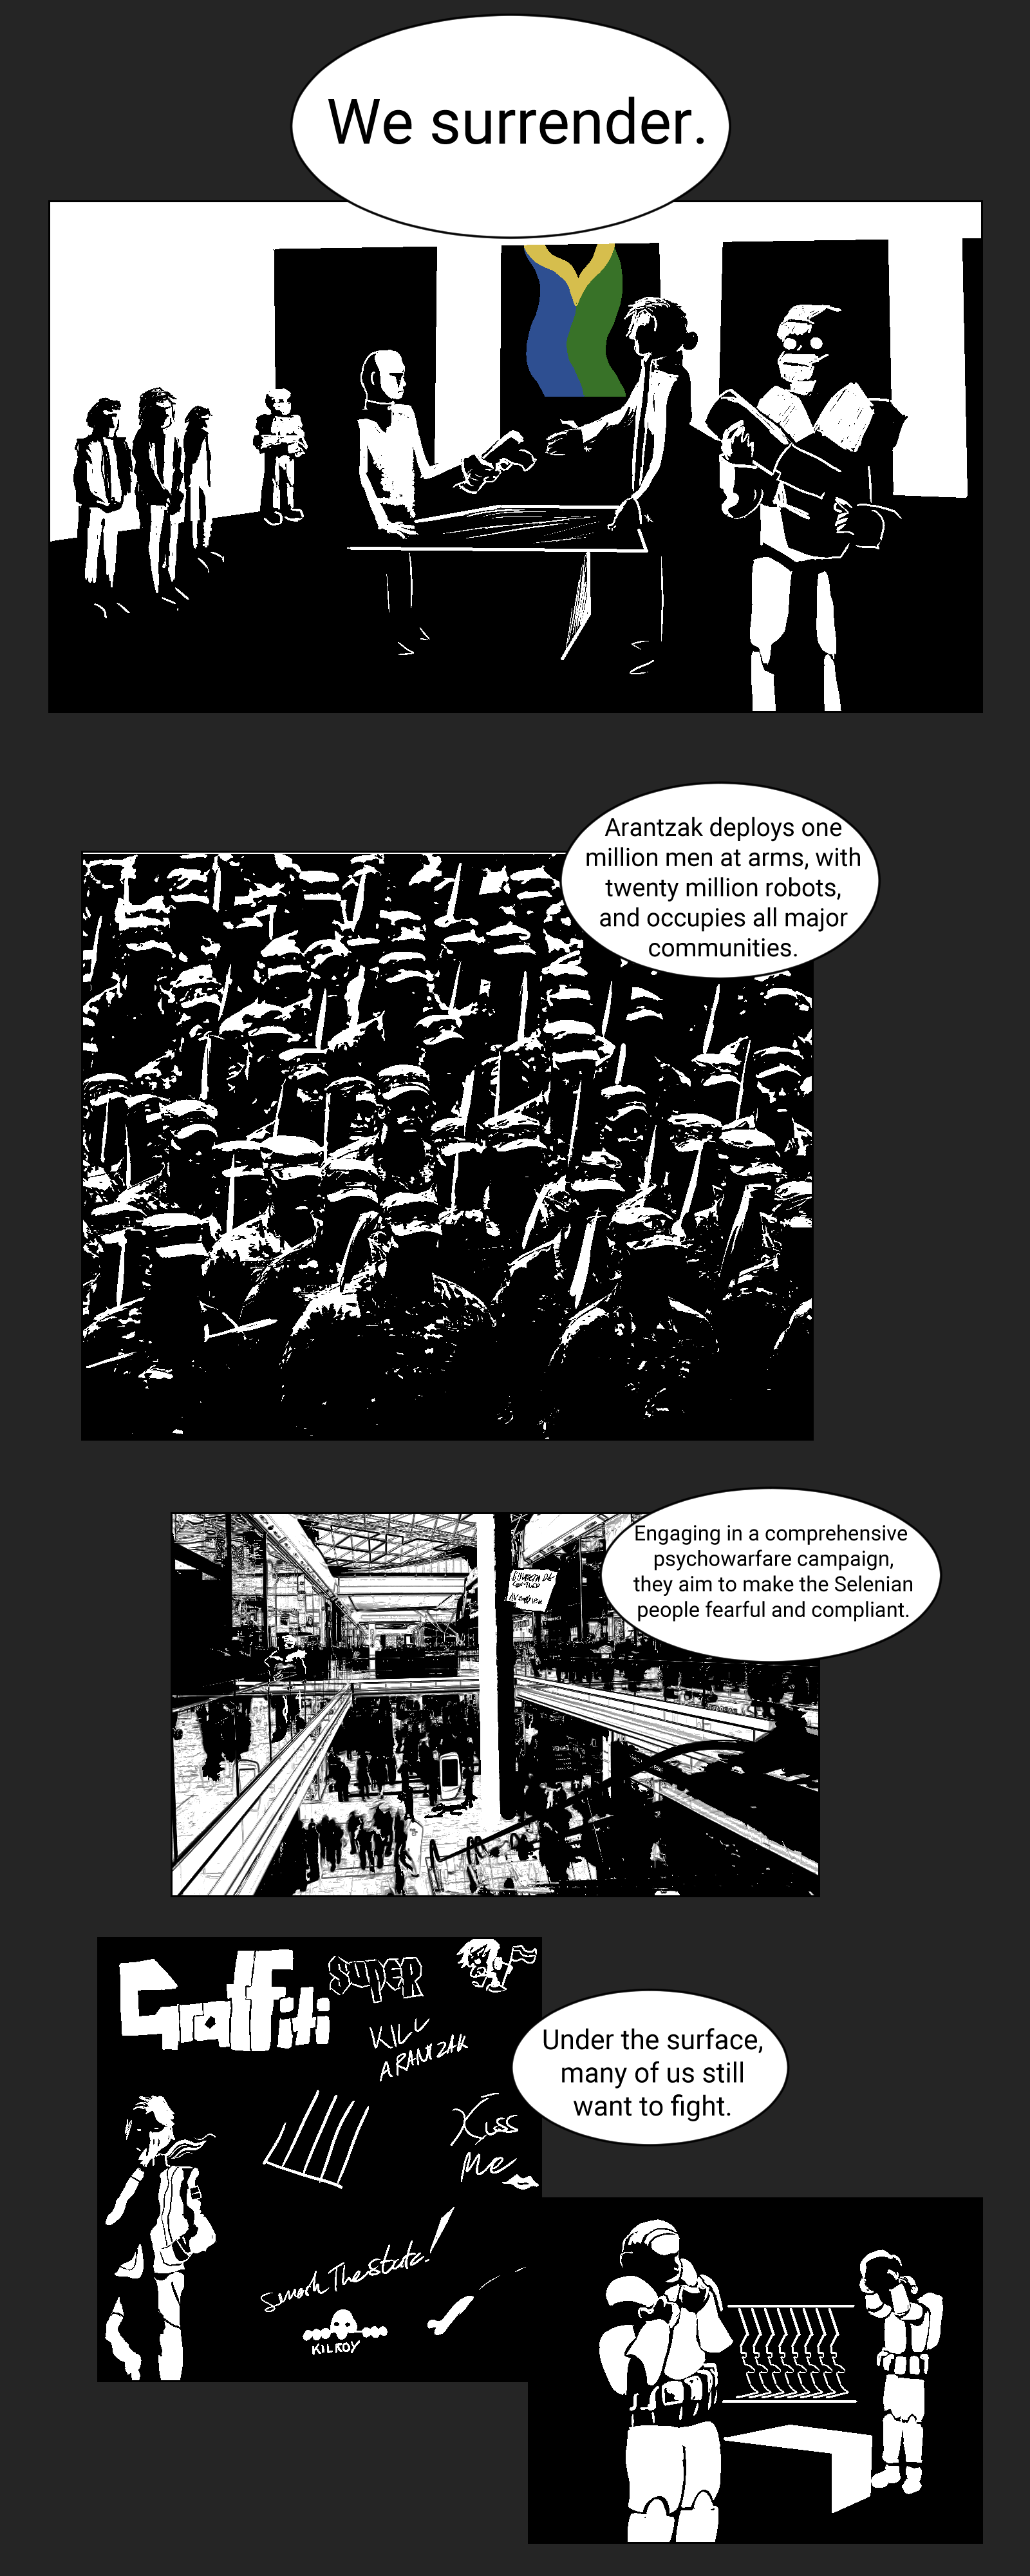 We surrender.
Arantzak deploys one
million men at arms, with
twenty million robots,
and occupies all major
communities.
Engaging in a comprehensive
psychowarfare campaign,
they aim to make the Selenian
people fearful and compliant.
Graffiti
SUPER
KILL
ARANTZAK
Under the surface,
many of us still
want to fight.
Kiss
Me
Smash The State!
KILROY